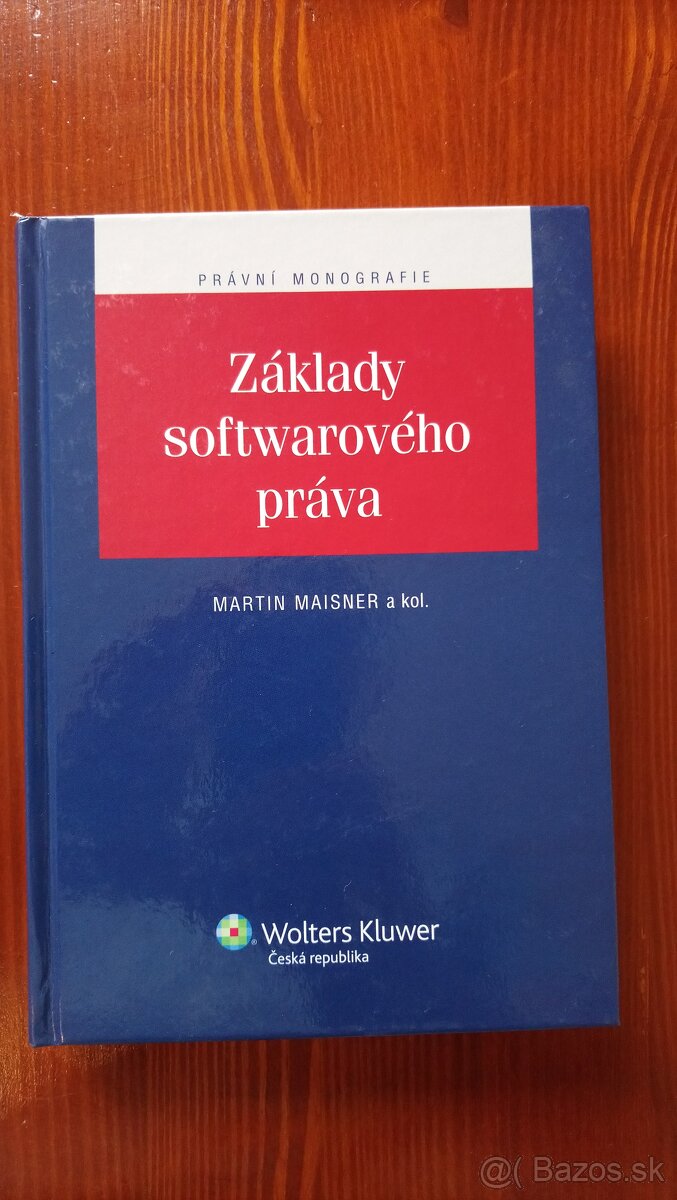 PRÁVNÍ MONOGRAFIE
Základy
softwarového
práva
MARTIN MAISNER a kol.
Wolters Kluwer
Česká republika
@( Bazos.sk